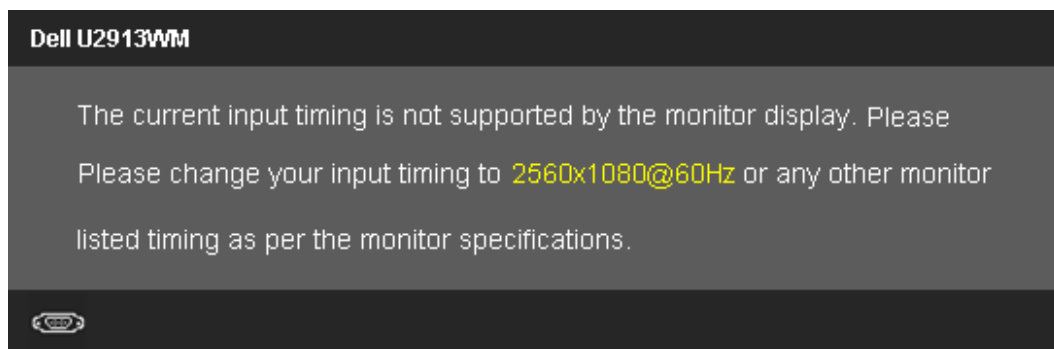 Dell U2913WM
The current input timing is not supported by the monitor display. Please
Please change your input timing to 2560x1080@60Hz or any other monitor
listed timing as per the monitor specifications.